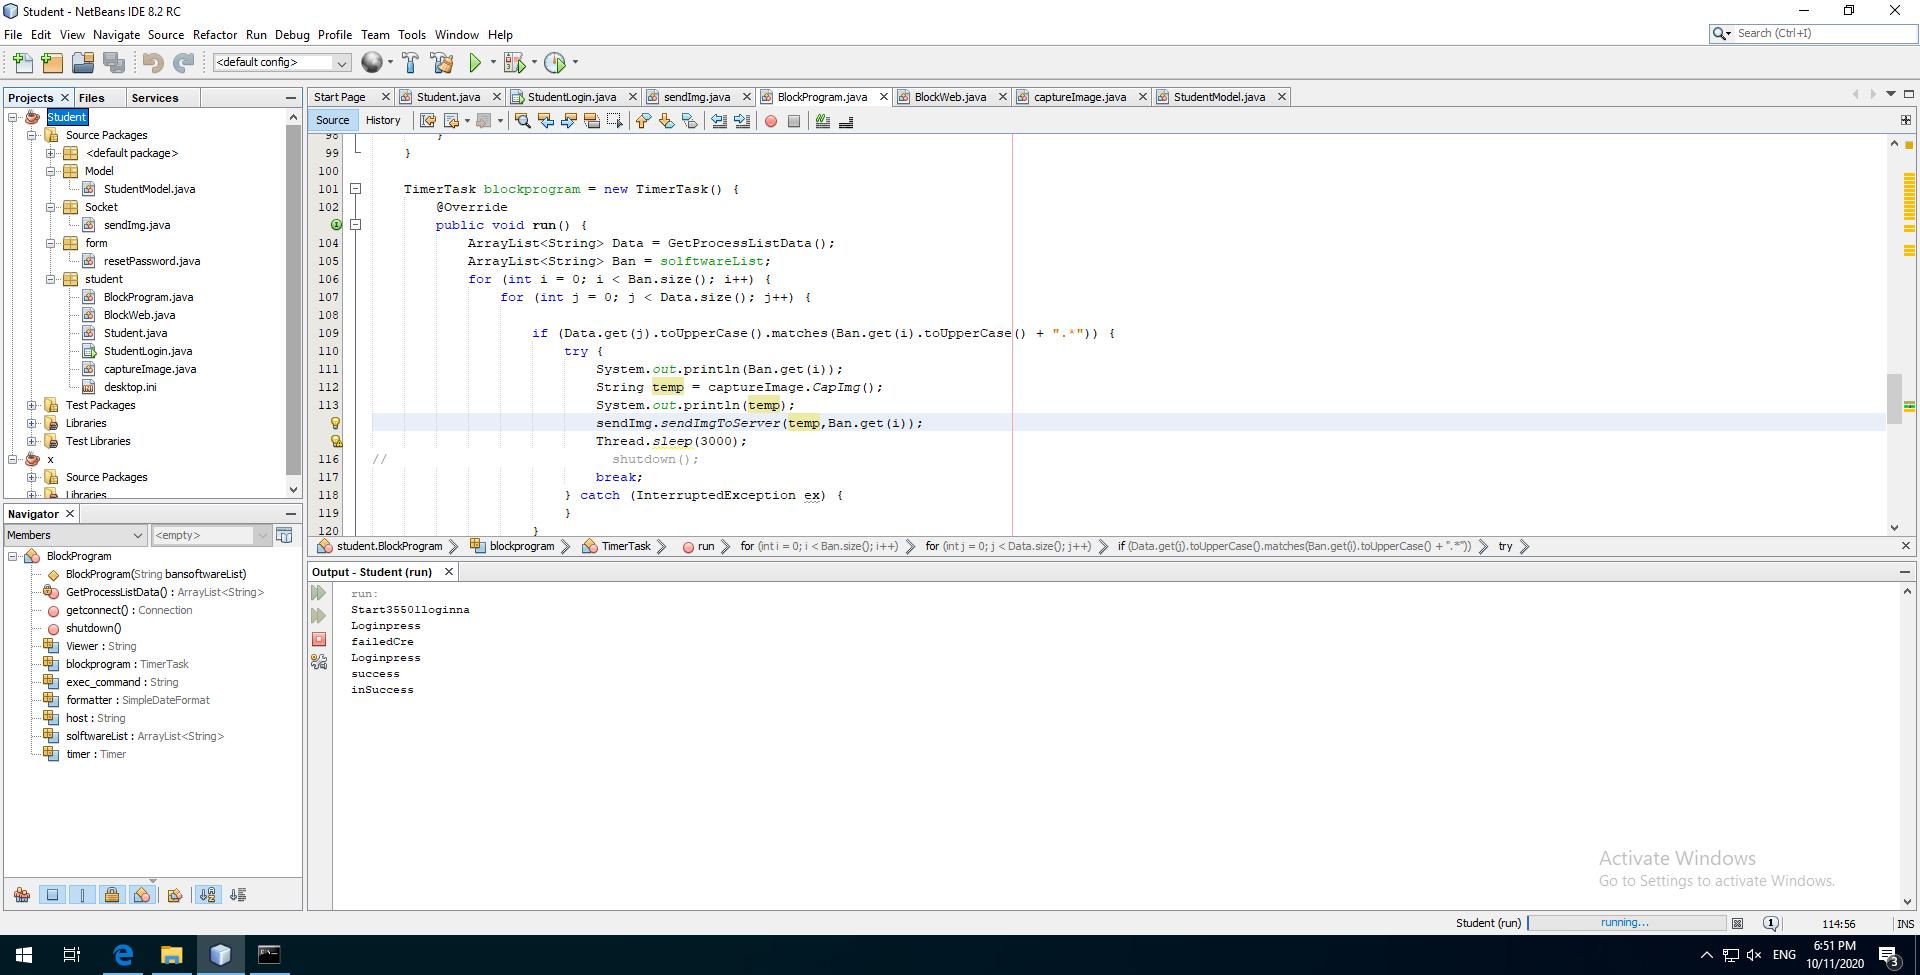 Student - NetBeans IDE 8.2 RC
File Edit View Navigate Source Refactor Run Debug Profile Team Tools Window Help
Search (Ctrl+I)
<default config>
Projects Files Services
Start Page Student.java StudentLogin.java sendImg.java BlockProgram.java BlockWeb.java captureImage.java StudentModel.java
Source History
Student
Source Packages
<default package>
Model
StudentModel.java
Socket
sendImg.java
form
resetPassword.java
student
BlockProgram.java
BlockWeb.java
Student.java
StudentLogin.java
captureImage.java
desktop.ini
Test Packages
Libraries
Test Libraries
x
Source Packages
Libraries
98 }
99 }
100
101 TimerTask blockprogram = new TimerTask() {
102 @Override
public void run() {
104 ArrayList<String> Data = GetProcessListData();
105 ArrayList<String> Ban = solftwareList;
106 for (int i = 0; i < Ban.size(); i++) {
107 for (int j = 0; j < Data.size(); j++) {
108
109 if (Data.get(j).toUpperCase().matches(Ban.get(i).toUpperCase() + ".*")) {
110 try {
111 System.out.println(Ban.get(i));
112 String temp = captureImage.CapImg();
113 System.out.println(temp);
sendImg.sendImgToServer(temp,Ban.get(i));
Thread.sleep(3000);
116 // shutdown();
117 break;
118 } catch (InterruptedException ex) {
119 }
120 }
student.BlockProgram blockprogram TimerTask run for (int i = 0; i < Ban.size(); i++) for (int j = 0; j < Data.size(); j++) if (Data.get(j).toUpperCase().matches(Ban.get(i).toUpperCase() + ".*")) try
Navigator
Members <empty>
BlockProgram
BlockProgram(String bansoftwareList)
GetProcessListData() : ArrayList<String>
getconnect() : Connection
shutdown()
Viewer : String
blockprogram : TimerTask
exec_command : String
formatter : SimpleDateFormat
host : String
solftwareList : ArrayList<String>
timer : Timer
Output - Student (run)
run:
Start35501loginna
Loginpress
failedCre
Loginpress
success
inSuccess
Activate Windows
Go to Settings to activate Windows.
Student (run) running... 1 114:56 INS
ENG
6:51 PM
10/11/2020
3